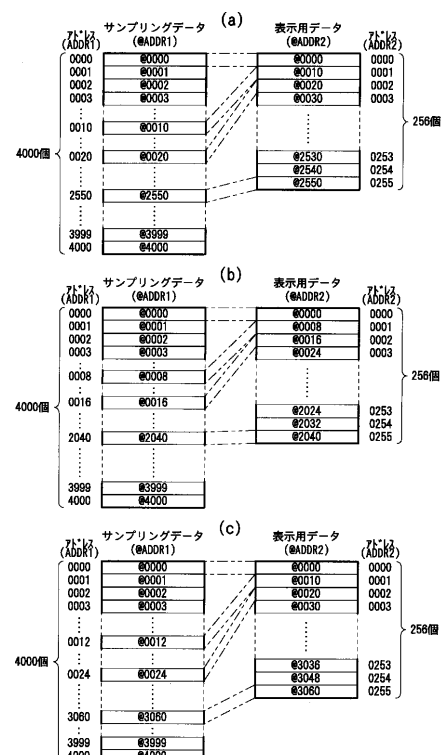 (a)
アドレス サンプリングデータ 表示用データ アドレス
(ADDR1) (@ADDR1) (@ADDR2) (ADDR2)
0000 @0000 @0000 0000
0001 @0001 @0010 0001
0002 @0002 @0020 0002
0003 @0003 @0030 0003
0010 @0010
256個
4000個
0020 @0020 @2530 0253
@2540 0254
2550 @2550 @2550 0255
3999 @3999
4000 @4000
(b)
アドレス サンプリングデータ 表示用データ アドレス
(ADDR1) (@ADDR1) (@ADDR2) (ADDR2)
0000 @0000 @0000 0000
0001 @0001 @0008 0001
0002 @0002 @0016 0002
0003 @0003 @0024 0003
0008 @0008
256個
4000個
0016 @0016
@2024 0253
@2032 0254
2040 @2040 @2040 0255
3999 @3999
4000 @4000
(c)
アドレス サンプリングデータ 表示用データ アドレス
(ADDR1) (@ADDR1) (@ADDR2) (ADDR2)
0000 @0000 @0000 0000
0001 @0001 @0010 0001
0002 @0002 @0020 0002
0003 @0003 @0030 0003
0012 @0012
256個
4000個
0024 @0024 @3036 0253
@3048 0254
@3060 0255
3060 @3060
3999 @3999
4000 @4000